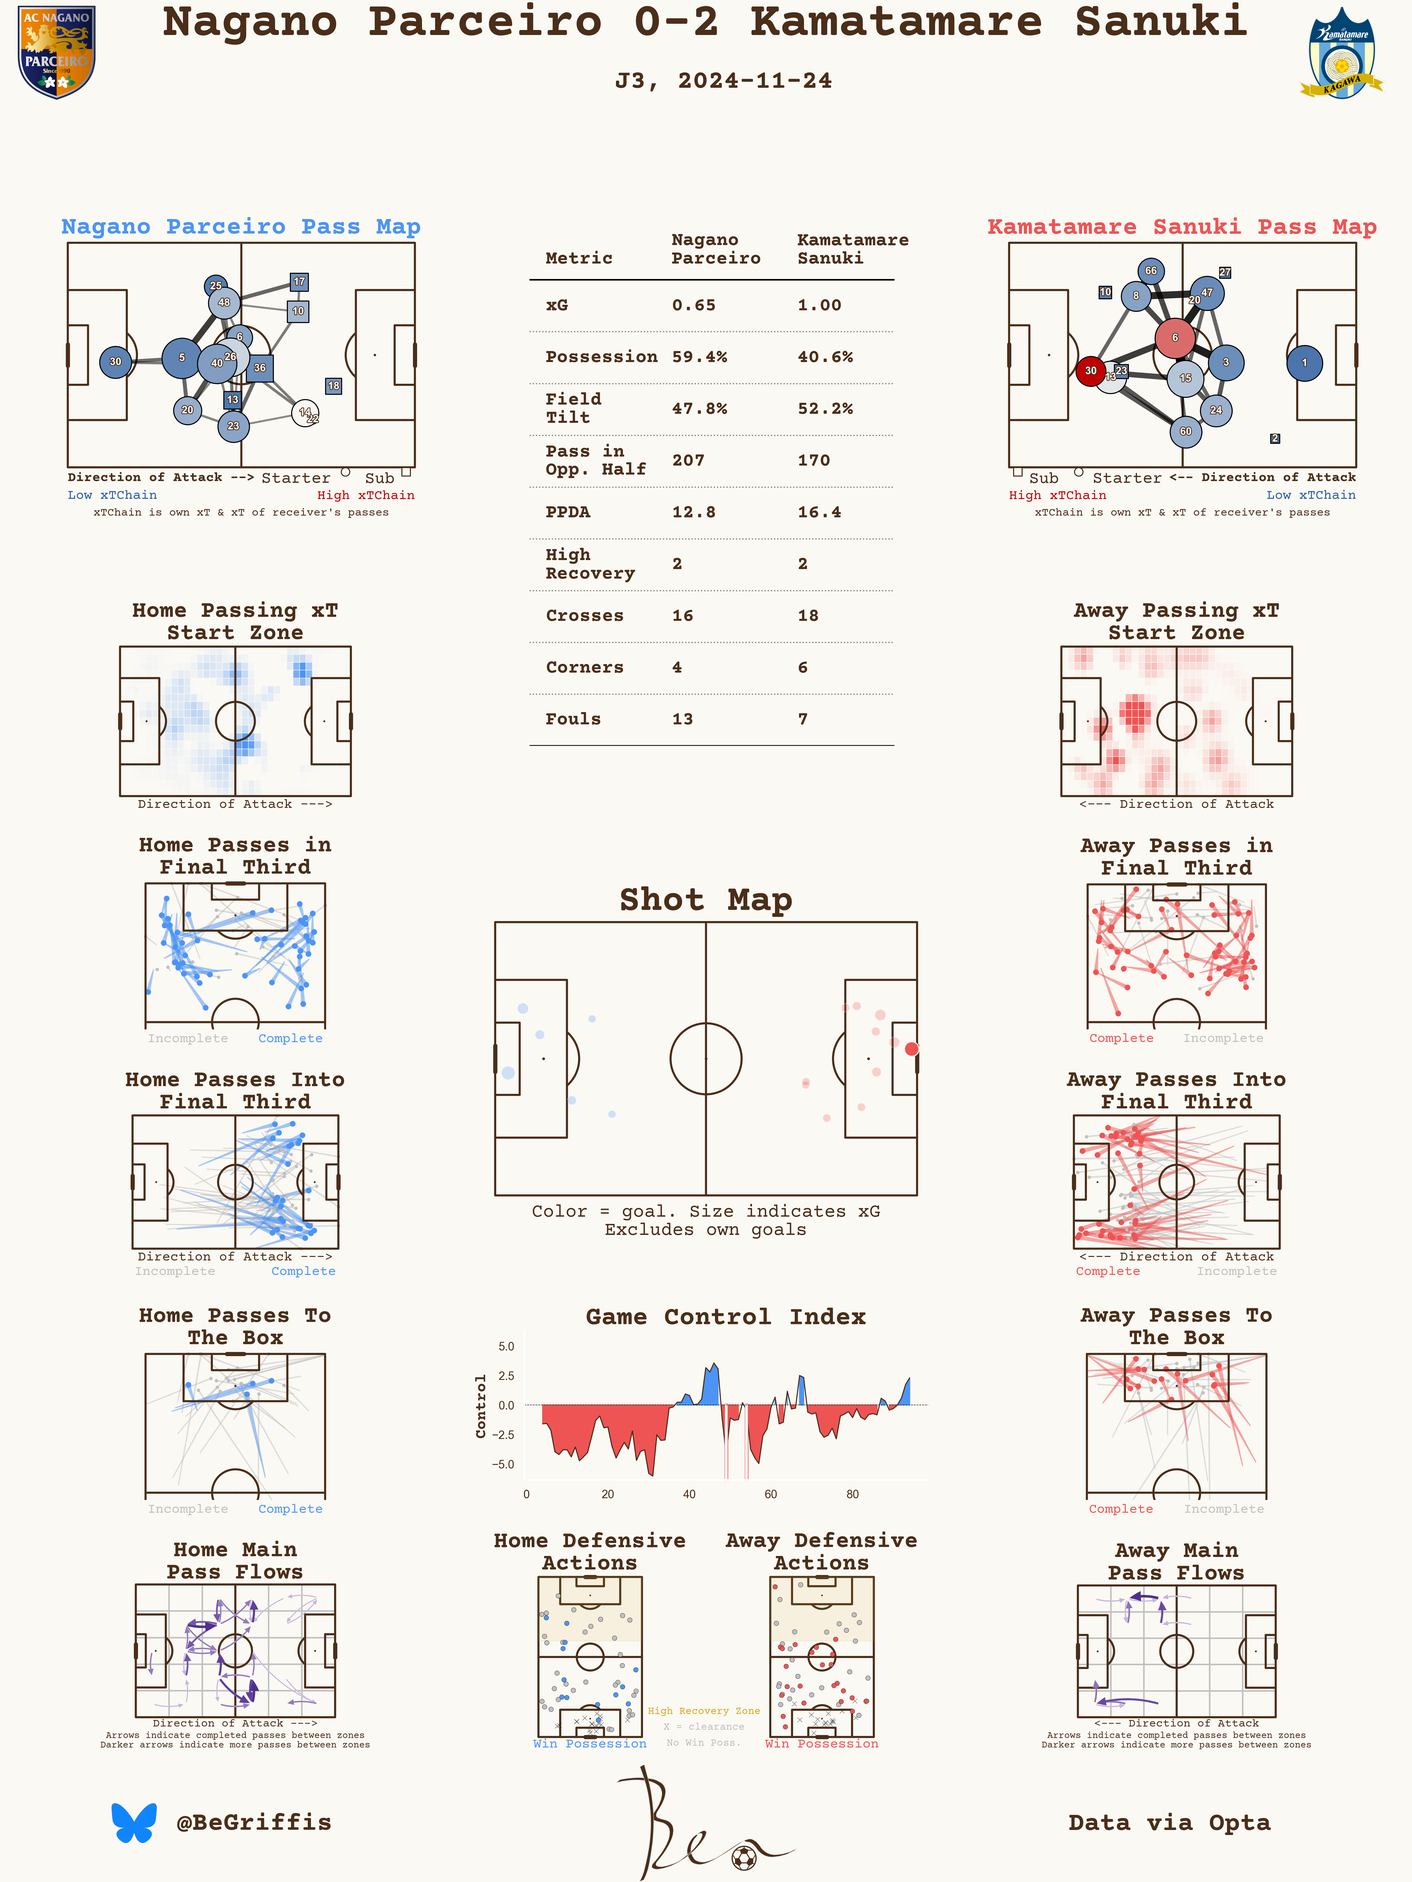 Nagano Parceiro 0-2 Kamatamare Sanuki
J3, 2024-11-24
AC NAGANO
PARCEIRO
Since 1990
Kamatamare
SANUKI
KAGAWA
Nagano Parceiro Pass Map
25
48
17
10
6
30
5
40
26
36
18
13
20
23
14
22
Direction of Attack --> Starter Sub
Low xTChain High xTChain
xTChain is own xT & xT of receiver's passes
Metric Nagano Parceiro Kamatamare Sanuki
xG 0.65 1.00
Possession 59.4% 40.6%
Field Tilt 47.8% 52.2%
Pass in Opp. Half 207 170
PPDA 12.8 16.4
High Recovery 2 2
Crosses 16 18
Corners 4 6
Fouls 13 7
Kamatamare Sanuki Pass Map
66
27
10
8
47
20
6
30
13
23
15
3
1
24
60
2
Sub Starter <-- Direction of Attack
High xTChain Low xTChain
xTChain is own xT & xT of receiver's passes
Home Passing xT
Start Zone
Direction of Attack --->
Away Passing xT
Start Zone
<--- Direction of Attack
Home Passes in
Final Third
Incomplete Complete
Away Passes in
Final Third
Complete Incomplete
Shot Map
Color = goal. Size indicates xG
Excludes own goals
Home Passes Into
Final Third
Direction of Attack --->
Incomplete Complete
Away Passes Into
Final Third
<--- Direction of Attack
Complete Incomplete
Home Passes To
The Box
Incomplete Complete
Game Control Index
Control
5.0
2.5
0.0
−2.5
−5.0
0 20 40 60 80
Away Passes To
The Box
Complete Incomplete
Home Main
Pass Flows
Direction of Attack --->
Arrows indicate completed passes between zones
Darker arrows indicate more passes between zones
Home Defensive
Actions
Win Possession
High Recovery Zone
X = clearance
No Win Poss.
Away Defensive
Actions
Win Possession
Away Main
Pass Flows
<--- Direction of Attack
Arrows indicate completed passes between zones
Darker arrows indicate more passes between zones
@BeGriffis
Ben
Data via Opta